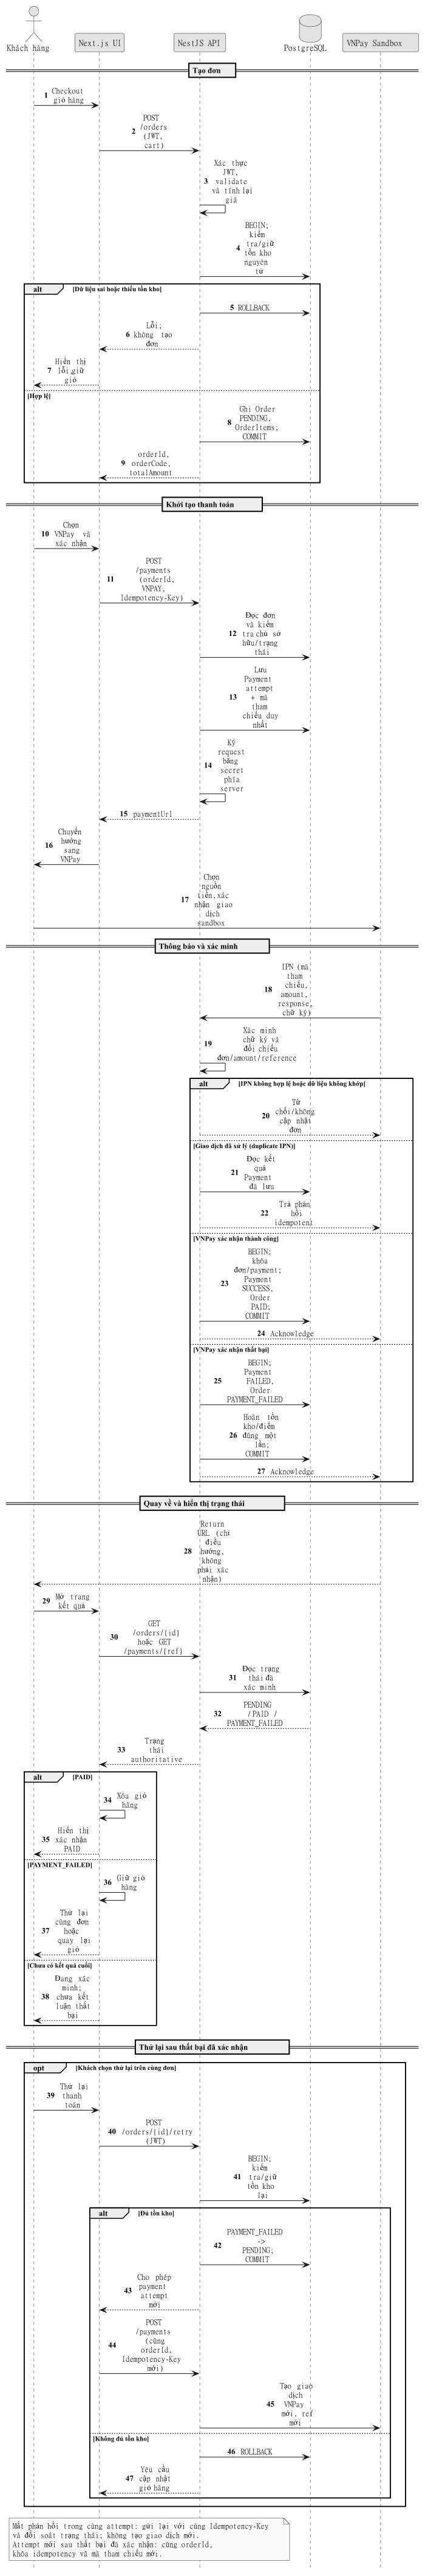 Khách hàng
Next.js UI
NestJS API
PostgreSQL
VNPay Sandbox
Tạo đơn
1 Checkout
giỏ hàng
2 POST
/orders
(JWT,
cart)
3 Xác thực
JWT,
validate
và tính lại
giá
4 BEGIN;
kiểm
tra/giữ
tồn kho
nguyên
tử
alt [Dữ liệu sai hoặc thiếu tồn kho]
5 ROLLBACK
6 Lỗi;
không tạo
đơn
7 Hiển thị
lỗi,giữ
giỏ
[Hợp lệ]
8 Ghi Order
PENDING,
OrderItems;
COMMIT
9 orderId,
orderCode,
totalAmount
Khởi tạo thanh toán
10 Chọn
VNPay và
xác nhận
11 POST
/payments
(orderId,
VNPAY,
Idempotency-Key)
12 Đọc đơn
và kiểm
tra chủ sở
hữu/trạng
thái
13 Lưu
Payment
attempt
+ mã
tham
chiếu duy
nhất
14 Ký
request
bằng
secret
phía
server
15 paymentUrl
16 Chuyển
hướng
sang
VNPay
17 Chọn
nguồn
tiền,xác
nhận giao
dịch
sandbox
Thông báo và xác minh
18 IPN (mã
tham
chiếu,
amount,
response,
chữ ký)
19 Xác minh
chữ ký và
đối chiếu
đơn/amount/reference
alt [IPN không hợp lệ hoặc dữ liệu không khớp]
20 Từ
chối/không
cập nhật
đơn
[Giao dịch đã xử lý (duplicate IPN)]
21 Đọc kết
quả
Payment
đã lưu
22 Trả phản
hồi
idempotent
[VNPay xác nhận thành công]
23 BEGIN;
khóa
đơn/payment;
Payment
SUCCESS,
Order
PAID;
COMMIT
24 Acknowledge
[VNPay xác nhận thất bại]
25 BEGIN;
Payment
FAILED,
Order
PAYMENT_FAILED
26 Hoàn tồn
kho/điểm
đúng một
lần;
COMMIT
27 Acknowledge
Quay về và hiển thị trạng thái
28 Return
URL (chỉ
điều
hướng,
không
phải xác
nhận)
29 Mở trang
kết quả
30 GET
/orders/{id}
hoặc GET
/payments/{ref}
31 Đọc trạng
thái đã
xác minh
32 PENDING
/ PAID /
PAYMENT_FAILED
33 Trạng
thái
authoritative
alt [PAID]
34 Xóa giỏ
hàng
35 Hiển thị
xác nhận
PAID
[PAYMENT_FAILED]
36 Giữ giỏ
hàng
37 Thử lại
cùng đơn
hoặc
quay lại
giỏ
[Chưa có kết quả cuối]
38 Đang xác
minh;
chưa kết
luận thất
bại
Thử lại sau thất bại đã xác nhận
opt [Khách chọn thử lại trên cùng đơn]
39 Thử lại
thanh
toán
40 POST
/orders/{id}/retry
(JWT)
41 BEGIN;
kiểm
tra/giữ
tồn kho
lại
alt [Đủ tồn kho]
42 PAYMENT_FAILED
->
PENDING;
COMMIT
43 Cho phép
payment
attempt
mới
44 POST
/payments
(cùng
orderId,
Idempotency-Key
mới)
45 Tạo giao
dịch
VNPay
mới, ref
mới
[Không đủ tồn kho]
46 ROLLBACK
47 Yêu cầu
cập nhật
giỏ hàng
Mất phản hồi trong cùng attempt: gửi lại với cùng Idempotency-Key
và đối soát trạng thái; không tạo giao dịch mới.
Attempt mới sau thất bại đã xác nhận: cùng orderId,
khóa idempotency và mã tham chiếu mới.